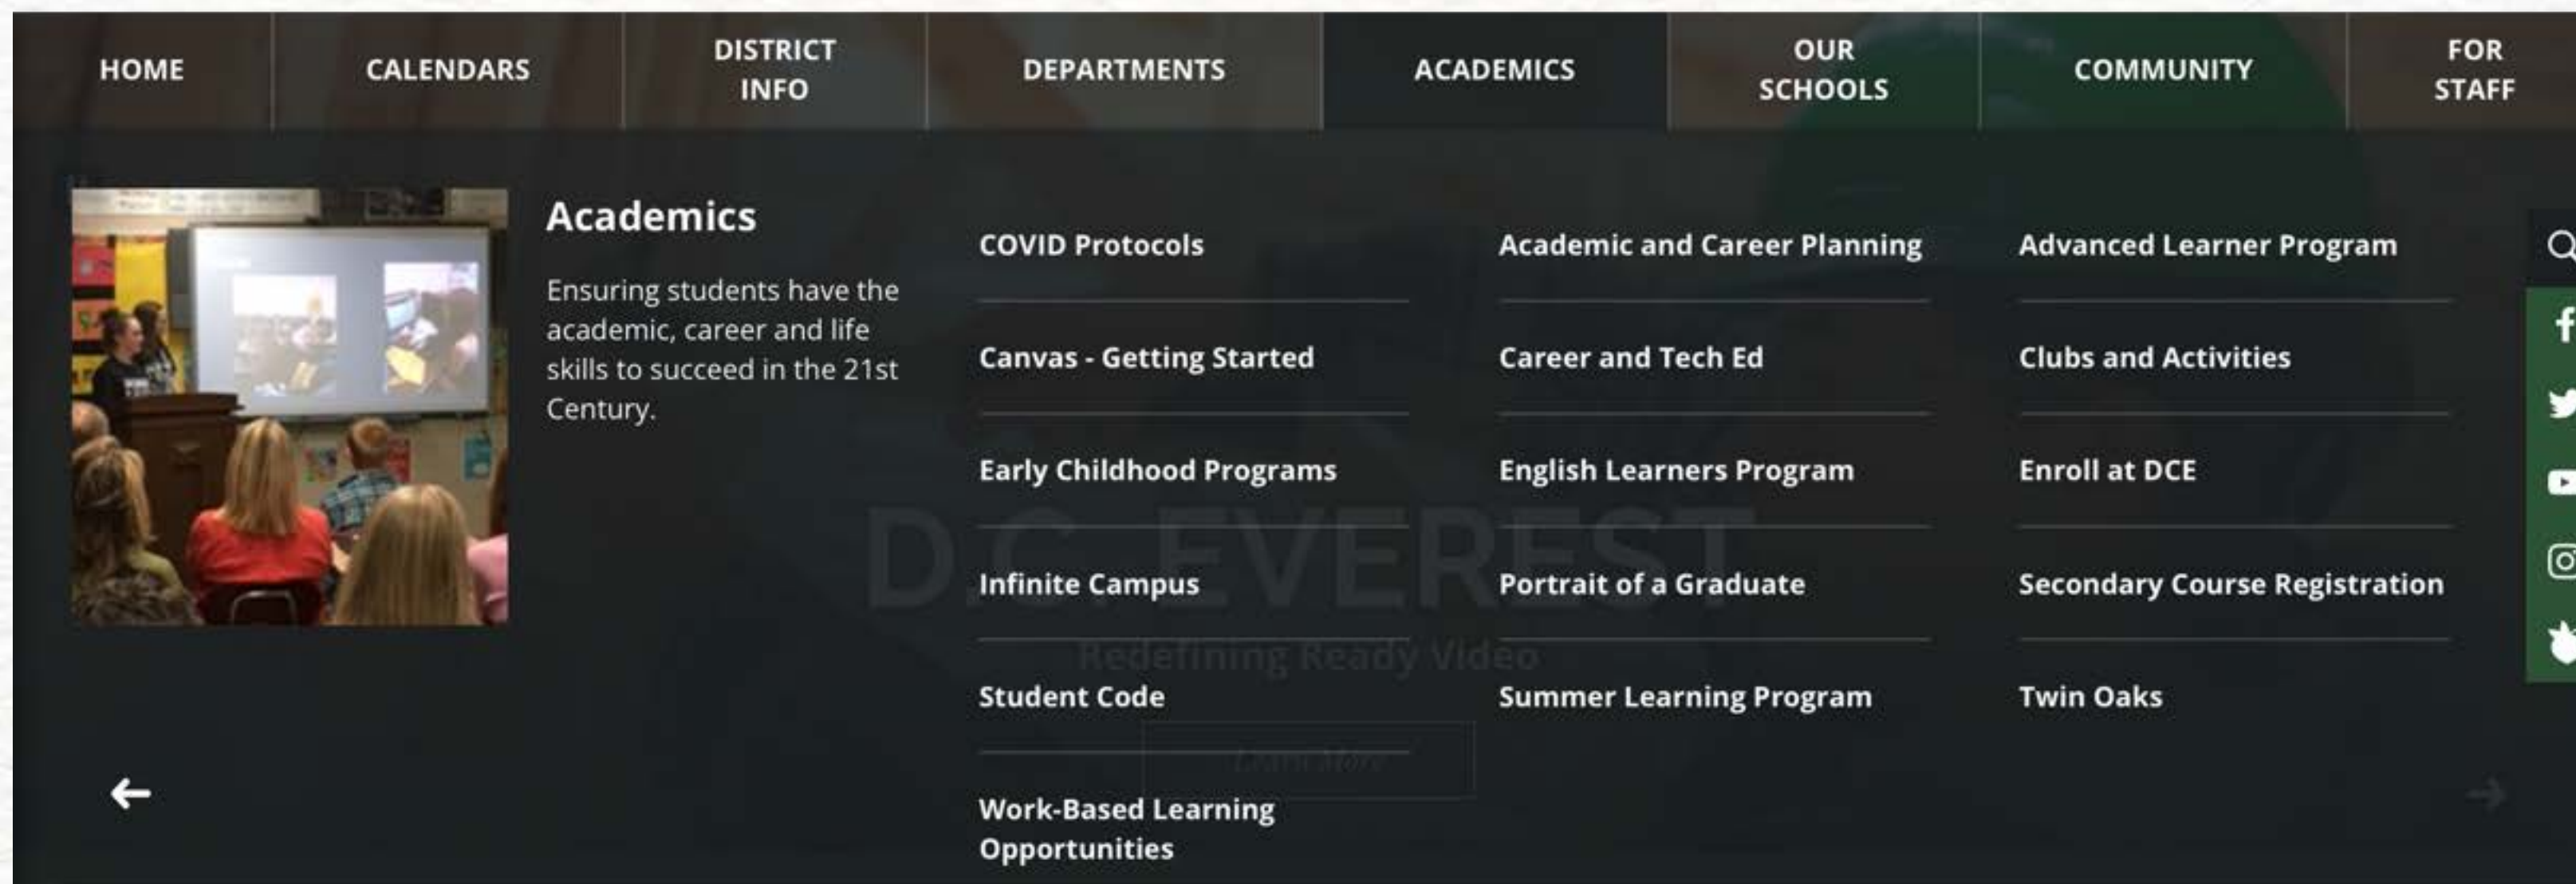 HOME
CALENDARS
DISTRICT
INFO
DEPARTMENTS
ACADEMICS
OUR
SCHOOLS
COMMUNITY
FOR
STAFF
Academics
Ensuring students have the
academic, career and life
skills to succeed in the 21st
Century.
COVID Protocols
Canvas - Getting Started
Early Childhood Programs
Infinite Campus
Student Code
Work-Based Learning
Opportunities
Academic and Career Planning
Career and Tech Ed
English Learners Program
Portrait of a Graduate
Summer Learning Program
Advanced Learner Program
Clubs and Activities
Enroll at DCE
Secondary Course Registration
Twin Oaks
D.C. EVEREST
Redefining Ready Video
Learn More